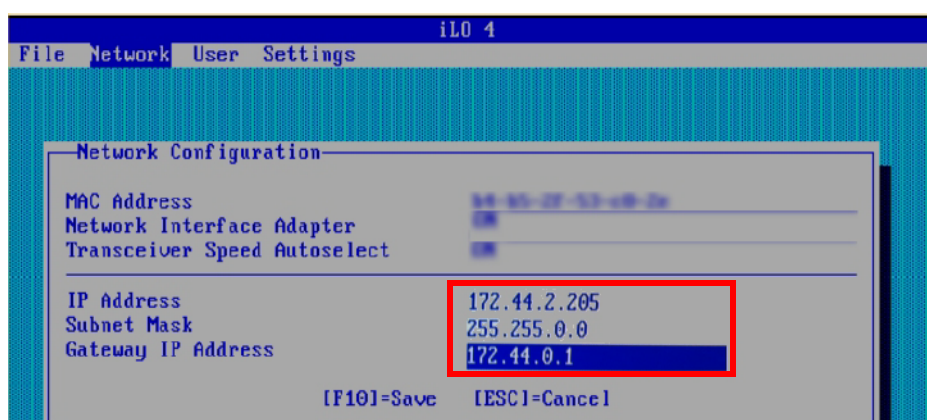 iLO 4
File Network User Settings
Network Configuration
MAC Address
Network Interface Adapter
Transceiver Speed Autoselect
IP Address 172.44.2.205
Subnet Mask 255.255.0.0
Gateway IP Address 172.44.0.1
[F10]=Save [ESC]=Cancel